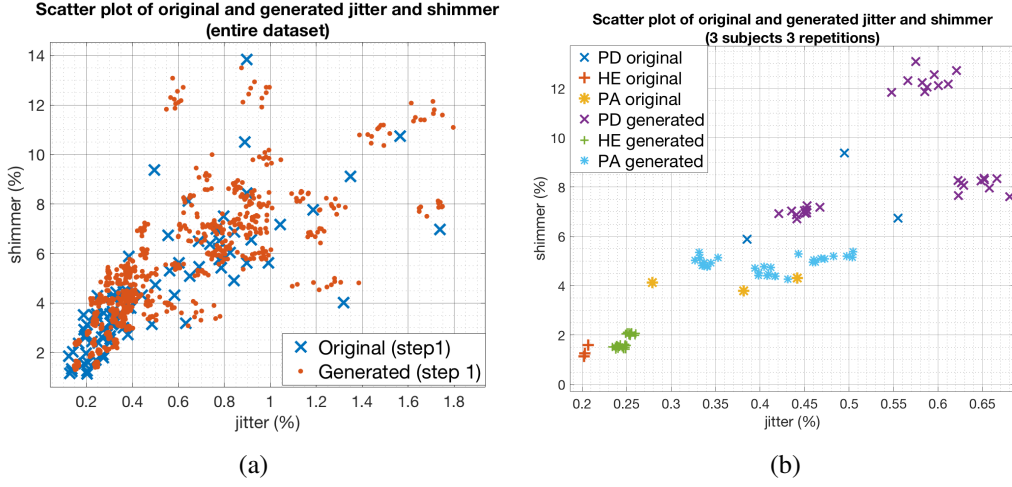 Scatter plot of original and generated jitter and shimmer
(entire dataset)
14
12
10
8
6
4
2
0.2 0.4 0.6 0.8 1 1.2 1.4 1.6 1.8
jitter (%)
shimmer (%)
Original (step1)
Generated (step 1)
(a)
Scatter plot of original and generated jitter and shimmer
(3 subjects 3 repetitions)
PD original
HE original
PA original
PD generated
HE generated
PA generated
14
12
10
8
6
4
2
0
0.2 0.25 0.3 0.35 0.4 0.45 0.5 0.55 0.6 0.65
jitter (%)
shimmer (%)
(b)